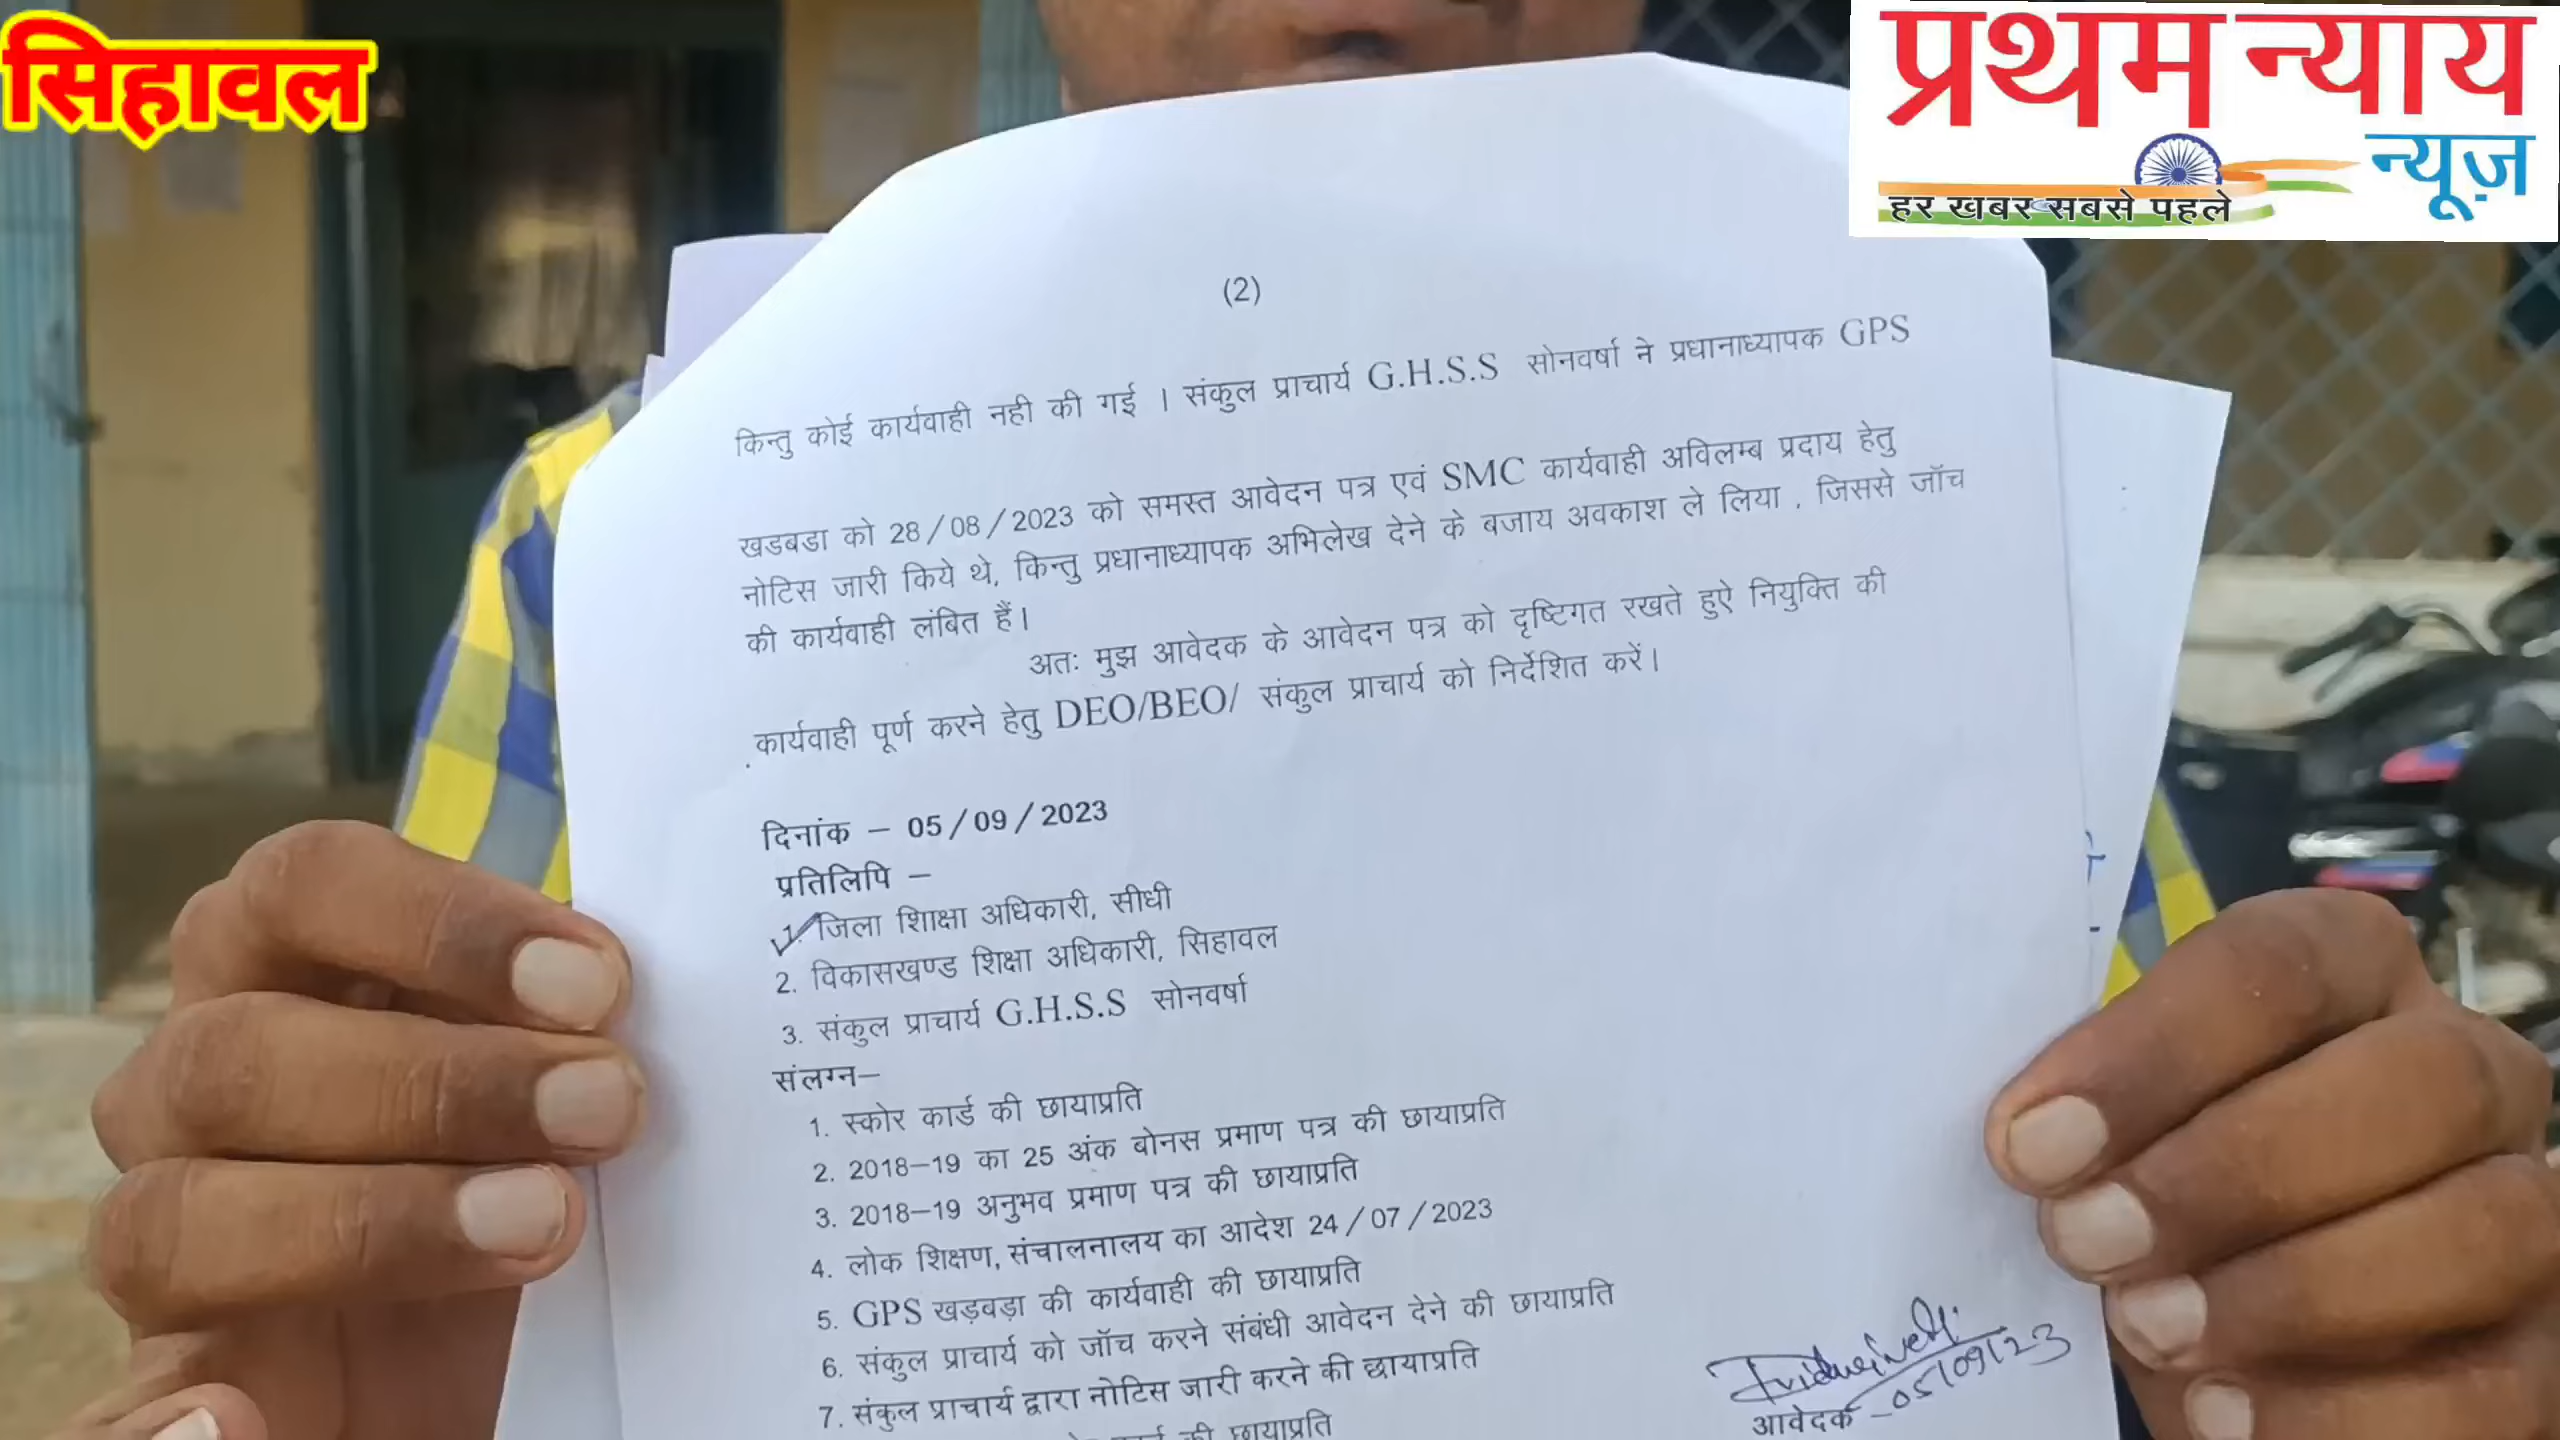 सिहावल
प्रथम न्याय
न्यूज़
हर खबर सबसे पहले
(2)
किन्तु कोई कार्यवाही नही की गई । संकुल प्राचार्य G.H.S.S सोनवर्षा ने प्रधानाध्यापक GPS
खडबडा को 28/08/2023 को समस्त आवेदन पत्र एवं SMC कार्यवाही अविलम्ब प्रदाय हेतु
नोटिस जारी किये थे, किन्तु प्रधानाध्यापक अभिलेख देने के बजाय अवकाश ले लिया , जिससे जॉच
की कार्यवाही लंबित हैं।
अतः मुझ आवेदक के आवेदन पत्र को दृष्टिगत रखते हुऐ नियुक्ति की
कार्यवाही पूर्ण करने हेतु DEO/BEO/ संकुल प्राचार्य को निर्देशित करें।
दिनांक – 05/09/2023
प्रतिलिपि –
1. जिला शिाक्षा अधिकारी, सीधी
2. विकासखण्ड शिक्षा अधिकारी, सिहावल
3. संकुल प्राचार्य G.H.S.S सोनवर्षा
संलग्न–
1. स्कोर कार्ड की छायाप्रति
2. 2018–19 का 25 अंक बोनस प्रमाण पत्र की छायाप्रति
3. 2018–19 अनुभव प्रमाण पत्र की छायाप्रति
4. लोक शिक्षण, संचालनालय का आदेश 24/07/2023
5. GPS खड़बड़ा की कार्यवाही की छायाप्रति
6. संकुल प्राचार्य को जॉच करने संबंधी आवेदन देने की छायाप्रति
7. संकुल प्राचार्य द्वारा नोटिस जारी करने की छायाप्रति
की छायाप्रति
05/09/23
आवेदक